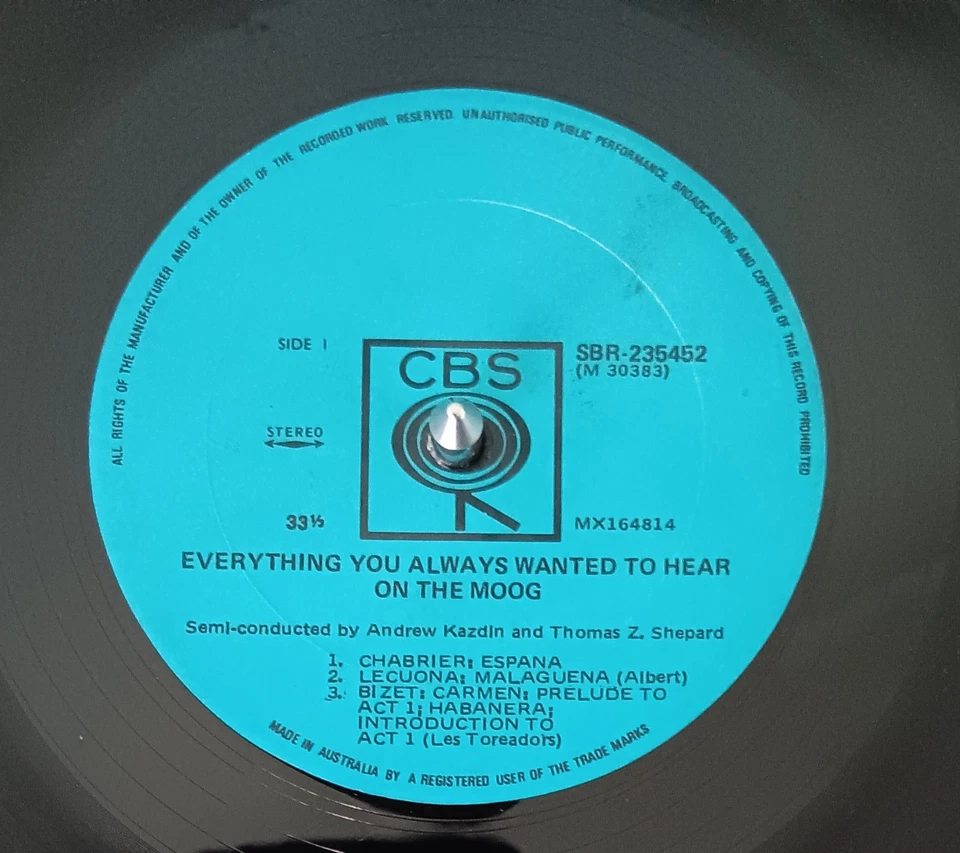 ALL RIGHTS OF THE MANUFACTURER AND OF THE OWNER OF THE RECORDED WORK RESERVED. UNAUTHORISED PUBLIC PERFORMANCE, BROADCASTING AND COPYING OF THIS RECORD PROHIBITED
SIDE 1
CBS
SBR-235452
(M 30383)
STEREO
33⅓
MX164814
EVERYTHING YOU ALWAYS WANTED TO HEAR
ON THE MOOG
Semi-conducted by Andrew Kazdin and Thomas Z. Shepard
1. CHABRIER: ESPANA
2. LECUONA: MALAGUENA (Albert)
3. BIZET: CARMEN: PRELUDE TO
ACT 1; HABANERA;
INTRODUCTION TO
ACT 1 (Les Toreadors)
MADE IN AUSTRALIA BY A REGISTERED USER OF THE TRADE MARKS